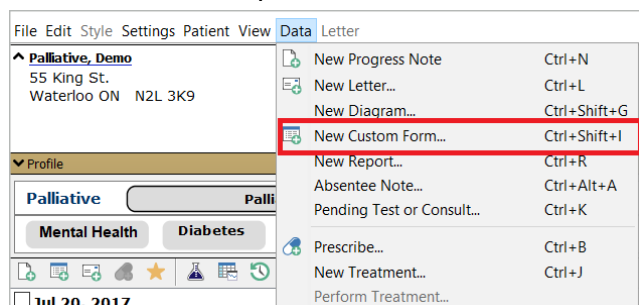 File Edit Style Settings Patient View Data Letter
Palliative, Demo
55 King St.
Waterloo ON N2L 3K9
Profile
Palliative Palli
Mental Health Diabetes
Jul 20, 2017
New Progress Note Ctrl+N
New Letter... Ctrl+L
New Diagram... Ctrl+Shift+G
New Custom Form... Ctrl+Shift+I
New Report... Ctrl+R
Absentee Note... Ctrl+Alt+A
Pending Test or Consult... Ctrl+K
Prescribe... Ctrl+B
New Treatment... Ctrl+J
Perform Treatment...